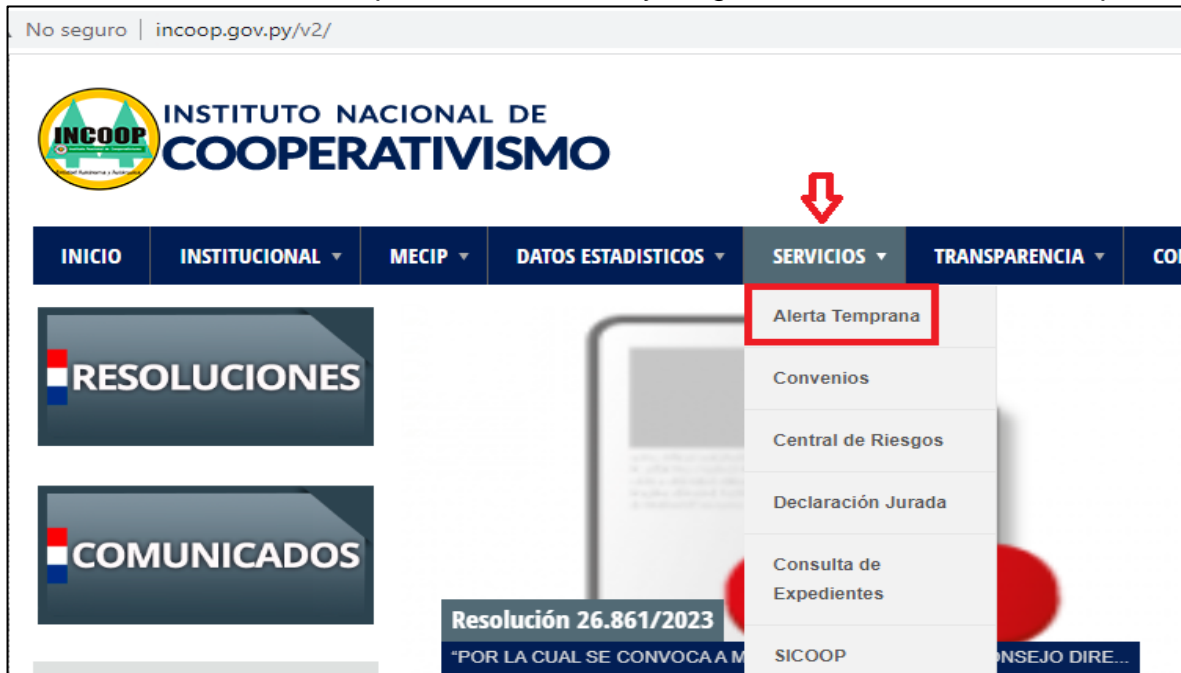 No seguro | incoop.gov.py/v2/
INCOOP
INSTITUTO NACIONAL DE
COOPERATIVISMO
INICIO INSTITUCIONAL MECIP DATOS ESTADISTICOS SERVICIOS TRANSPARENCIA
Alerta Temprana
Convenios
Central de Riesgos
Declaración Jurada
Consulta de
Expedientes
SICOOP
RESOLUCIONES
COMUNICADOS
Resolución 26.861/2023
"POR LA CUAL SE CONVOCA A M NSEJO DIRE...